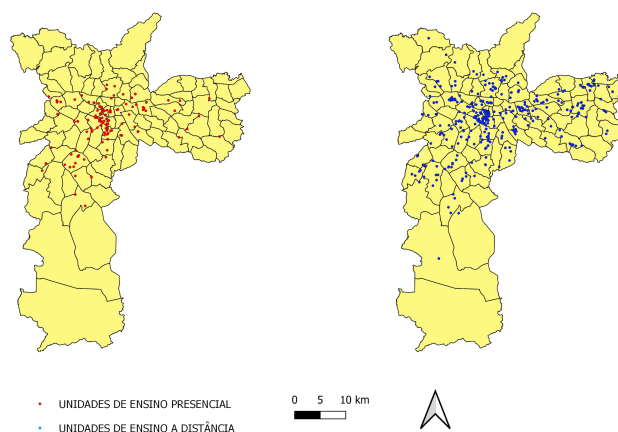 UNIDADES DE ENSINO PRESENCIAL
0 5 10 km
UNIDADES DE ENSINO A DISTÂNCIA